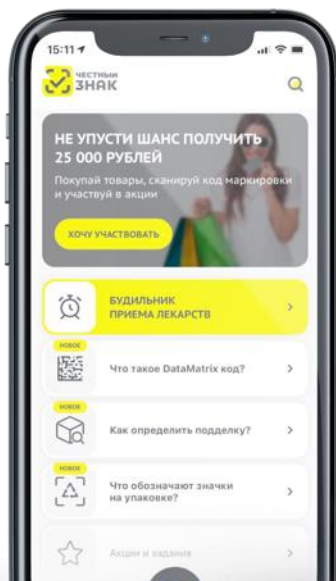 15:11
ЧЕСТНЫЙ
ЗНАК
НЕ УПУСТИ ШАНС ПОЛУЧИТЬ
25 000 РУБЛЕЙ
Покупай товары, сканируй код маркировки
и участвуй в акции
ХОЧУ УЧАСТВОВАТЬ
БУДИЛЬНИК
ПРИЕМА ЛЕКАРСТВ
НОВОЕ
Что такое DataMatrix код?
НОВОЕ
Как определить подделку?
НОВОЕ
Что обозначают значки
на упаковке?
Акции и задания